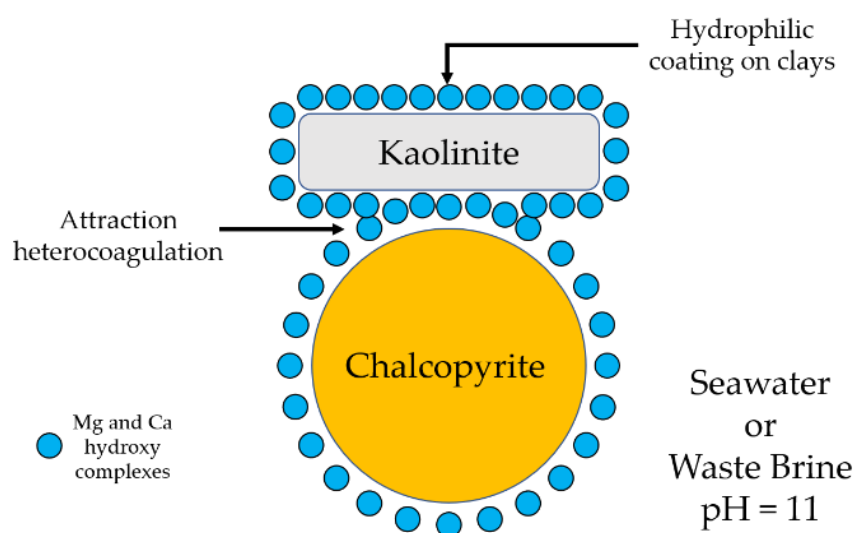 Hydrophilic
coating on clays
Kaolinite
Attraction
heterocoagulation
Chalcopyrite
Mg and Ca
hydroxy
complexes
Seawater
or
Waste Brine
pH = 11